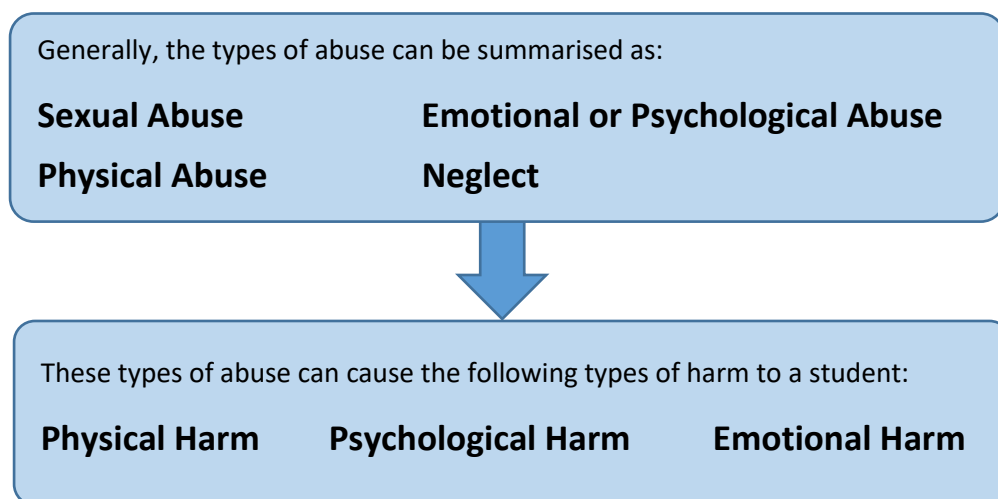 Generally, the types of abuse can be summarised as:
Sexual Abuse Emotional or Psychological Abuse
Physical Abuse Neglect
These types of abuse can cause the following types of harm to a student:
Physical Harm Psychological Harm Emotional Harm